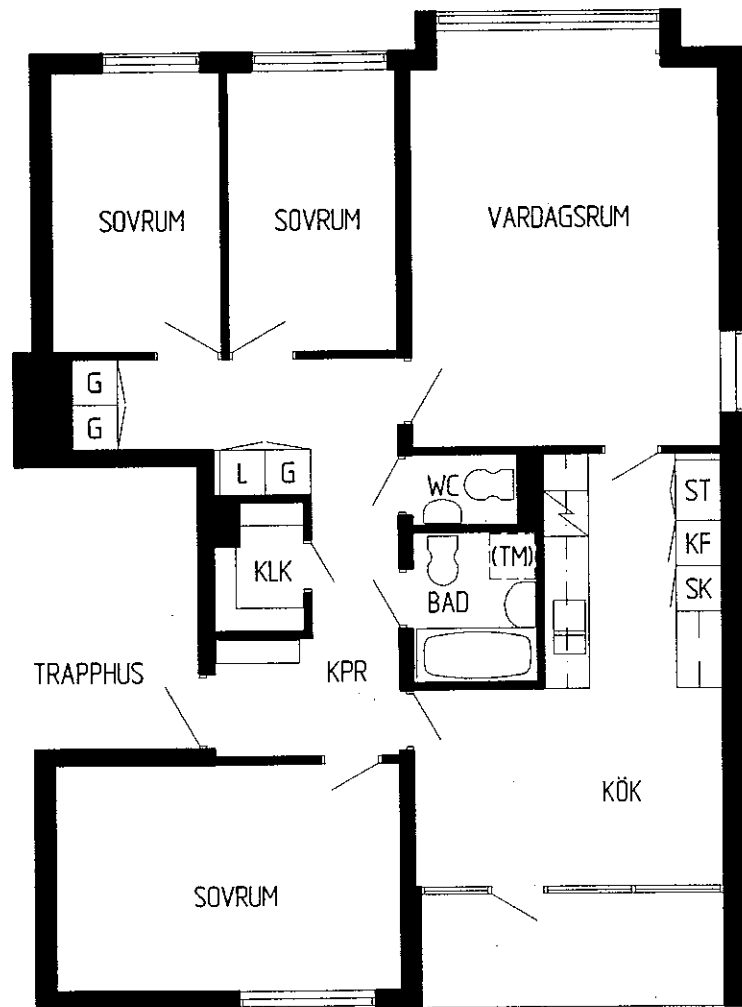 SOVRUM
SOVRUM
VARDAGSRUM
G
G
L
G
WC
ST
KLK
(TM)
KF
BAD
SK
TRAPPHUS
KPR
KÖK
SOVRUM